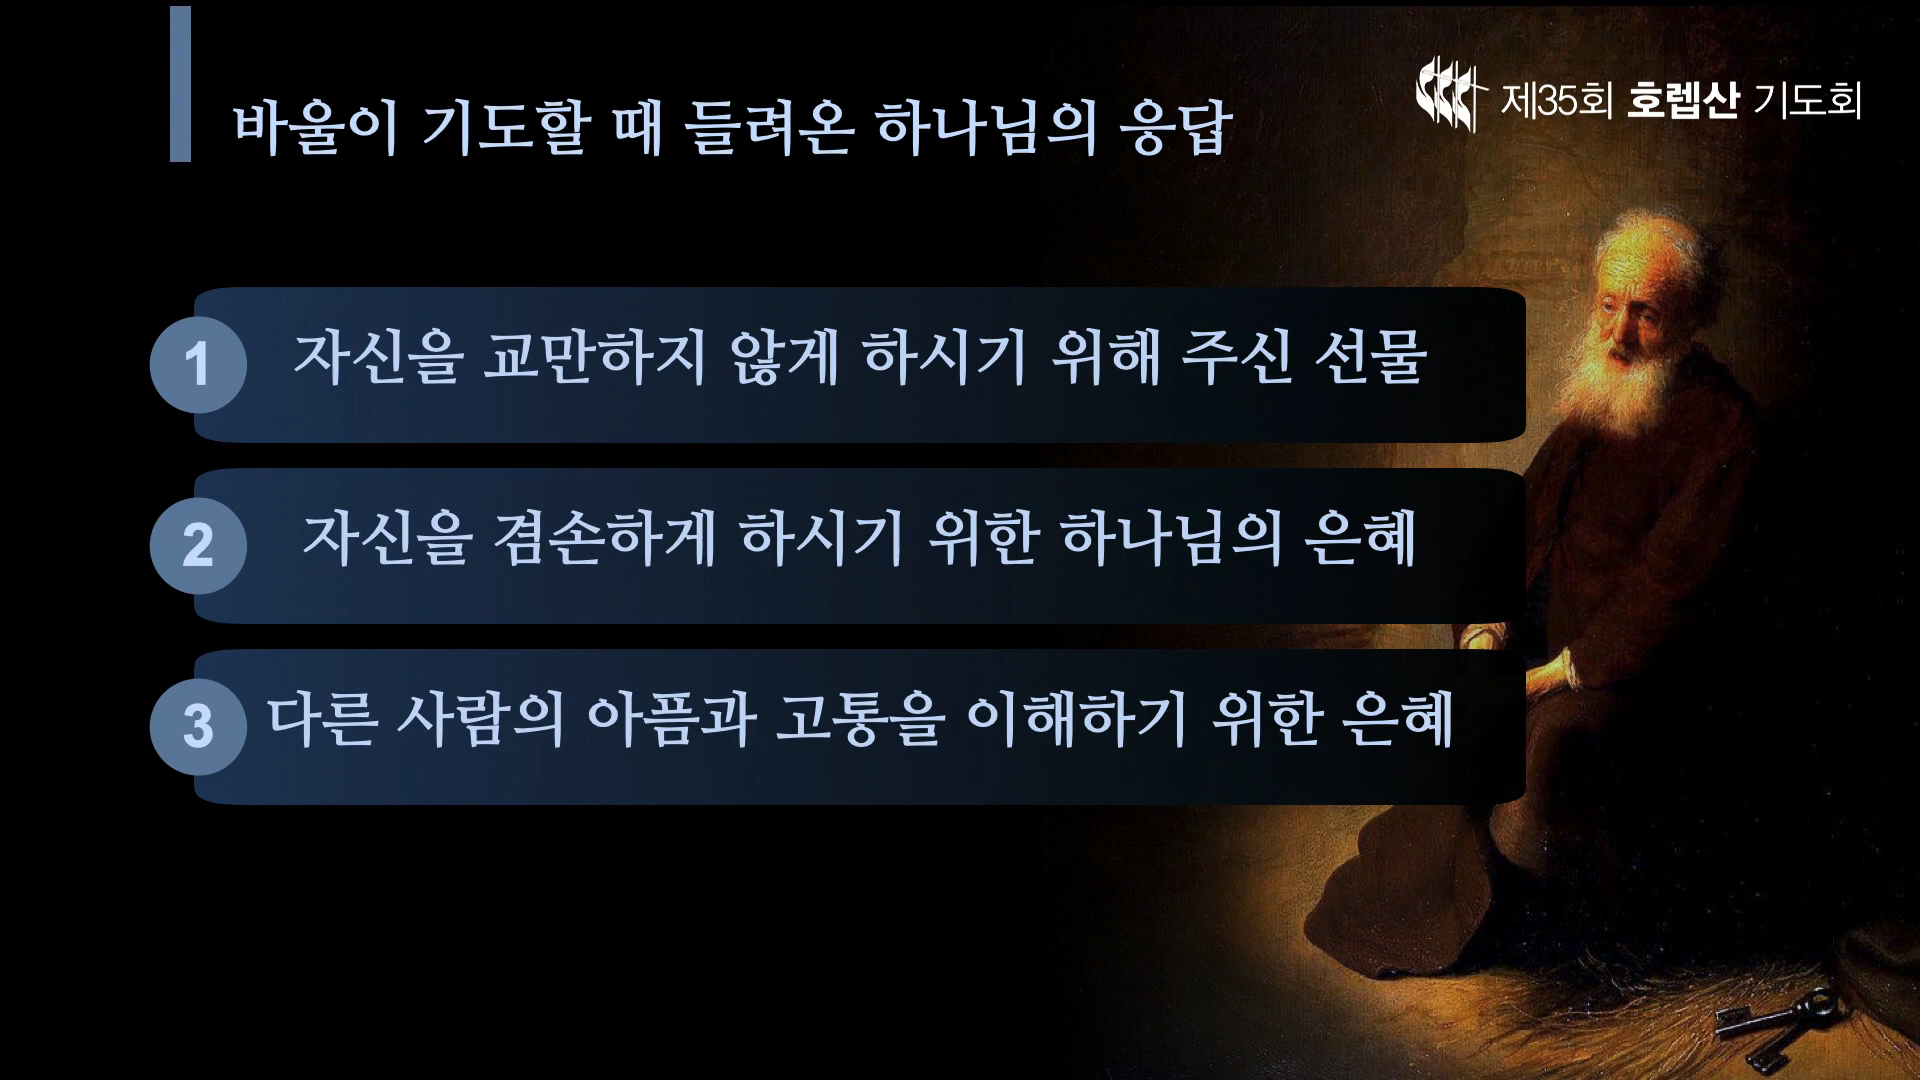 바울이 기도할 때 들려온 하나님의 응답
제35회 호렙산 기도회
1 자신을 교만하지 않게 하시기 위해 주신 선물
2 자신을 겸손하게 하시기 위한 하나님의 은혜
3 다른 사람의 아픔과 고통을 이해하기 위한 은혜